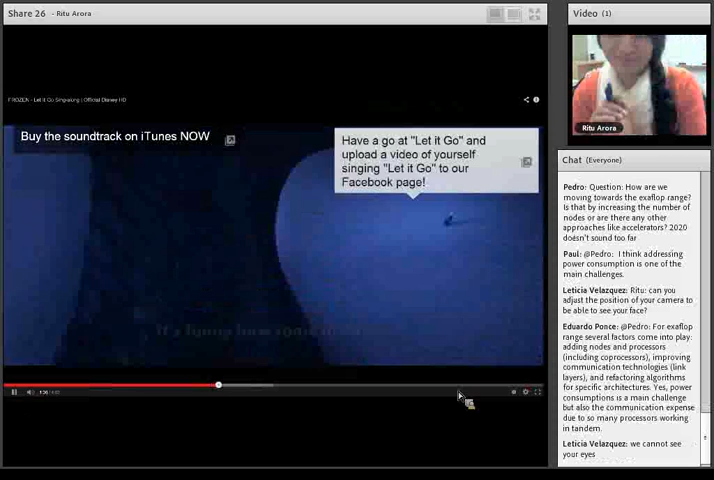 Share 26 - Ritu Arora
Video (1)
FROZEN - Let It Go Sing-along | Official Disney HD
Buy the soundtrack on iTunes NOW
Have a go at "Let it Go" and
upload a video of yourself
singing "Let it Go" to our
Facebook page!
Ritu Arora
Chat (Everyone)
Pedro: Question: How are we
moving towards the exaflop range?
Is that by increasing the number of
nodes or are there any other
approaches like accelerators? 2020
doesn't sound too far
Paul: @Pedro: I think addressing
power consumption is one of the
main challenges.
Leticia Velazquez: Ritu: can you
adjust the position of your camera to
be able to see your face?
Eduardo Ponce: @Pedro: For exaflop
range several factors come into play:
adding nodes and processors
(including coprocessors), improving
communication technologies (link
layers), and refactoring algorithms
for specific architectures. Yes, power
consumptions is a main challenge
but also the communication expense
due to so many processors working
in tandem.
Leticia Velazquez: we cannot see
your eyes